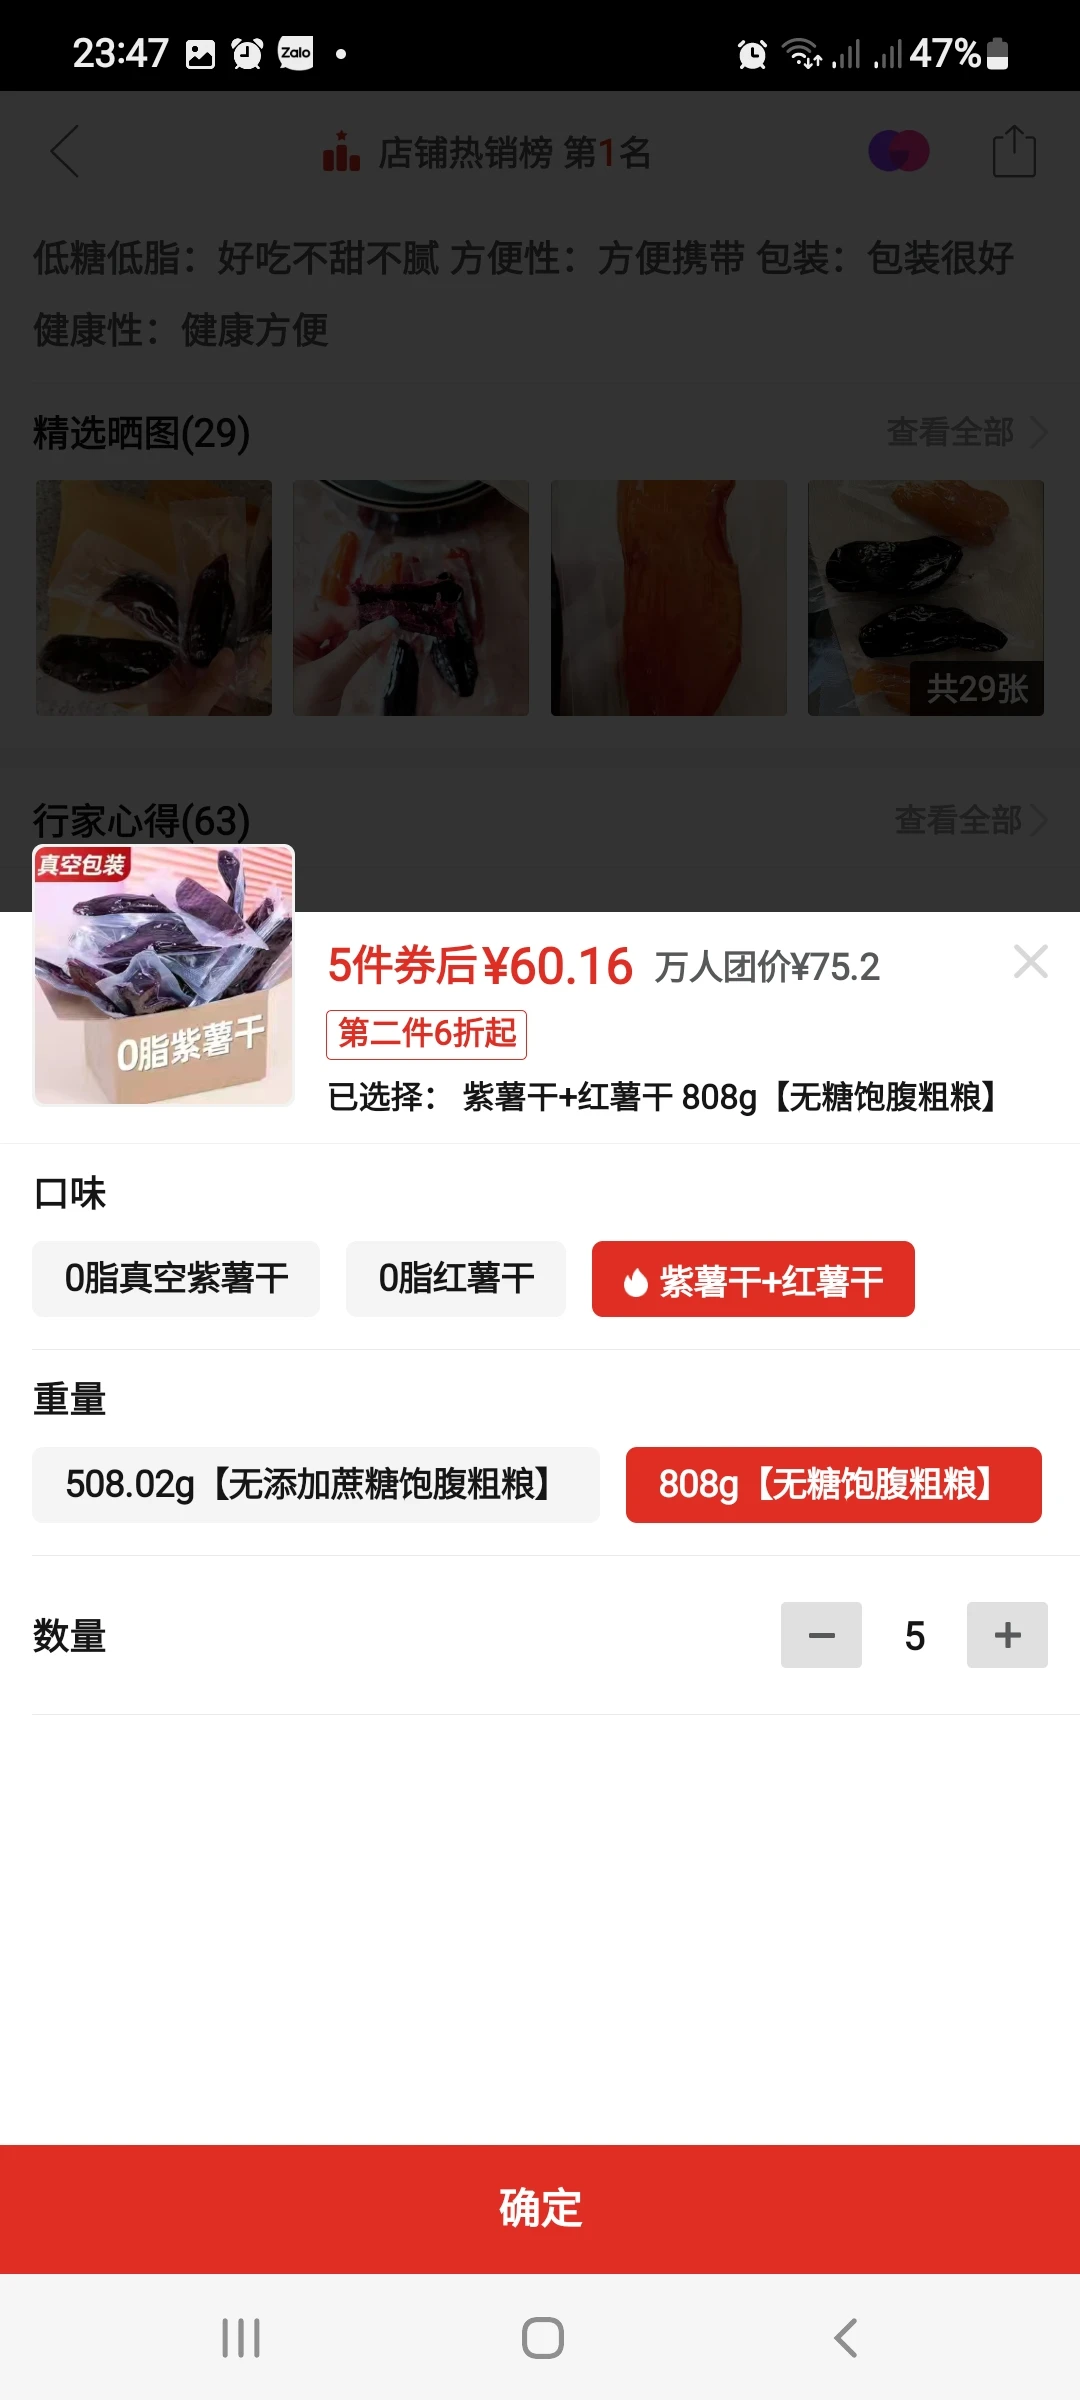 23:47 Zalo 47%
店铺热销榜 第1名
低糖低脂：好吃不甜不腻 方便性：方便携带 包装：包装很好
健康性：健康方便
精选晒图(29) 查看全部
共29张
行家心得(63) 查看全部
真空包装
0脂紫薯干
5件券后¥60.16 万人团价¥75.2
第二件6折起
已选择： 紫薯干+红薯干 808g【无糖饱腹粗粮】
口味
0脂真空紫薯干 0脂红薯干 紫薯干+红薯干
重量
508.02g【无添加蔗糖饱腹粗粮】 808g【无糖饱腹粗粮】
数量 5
确定